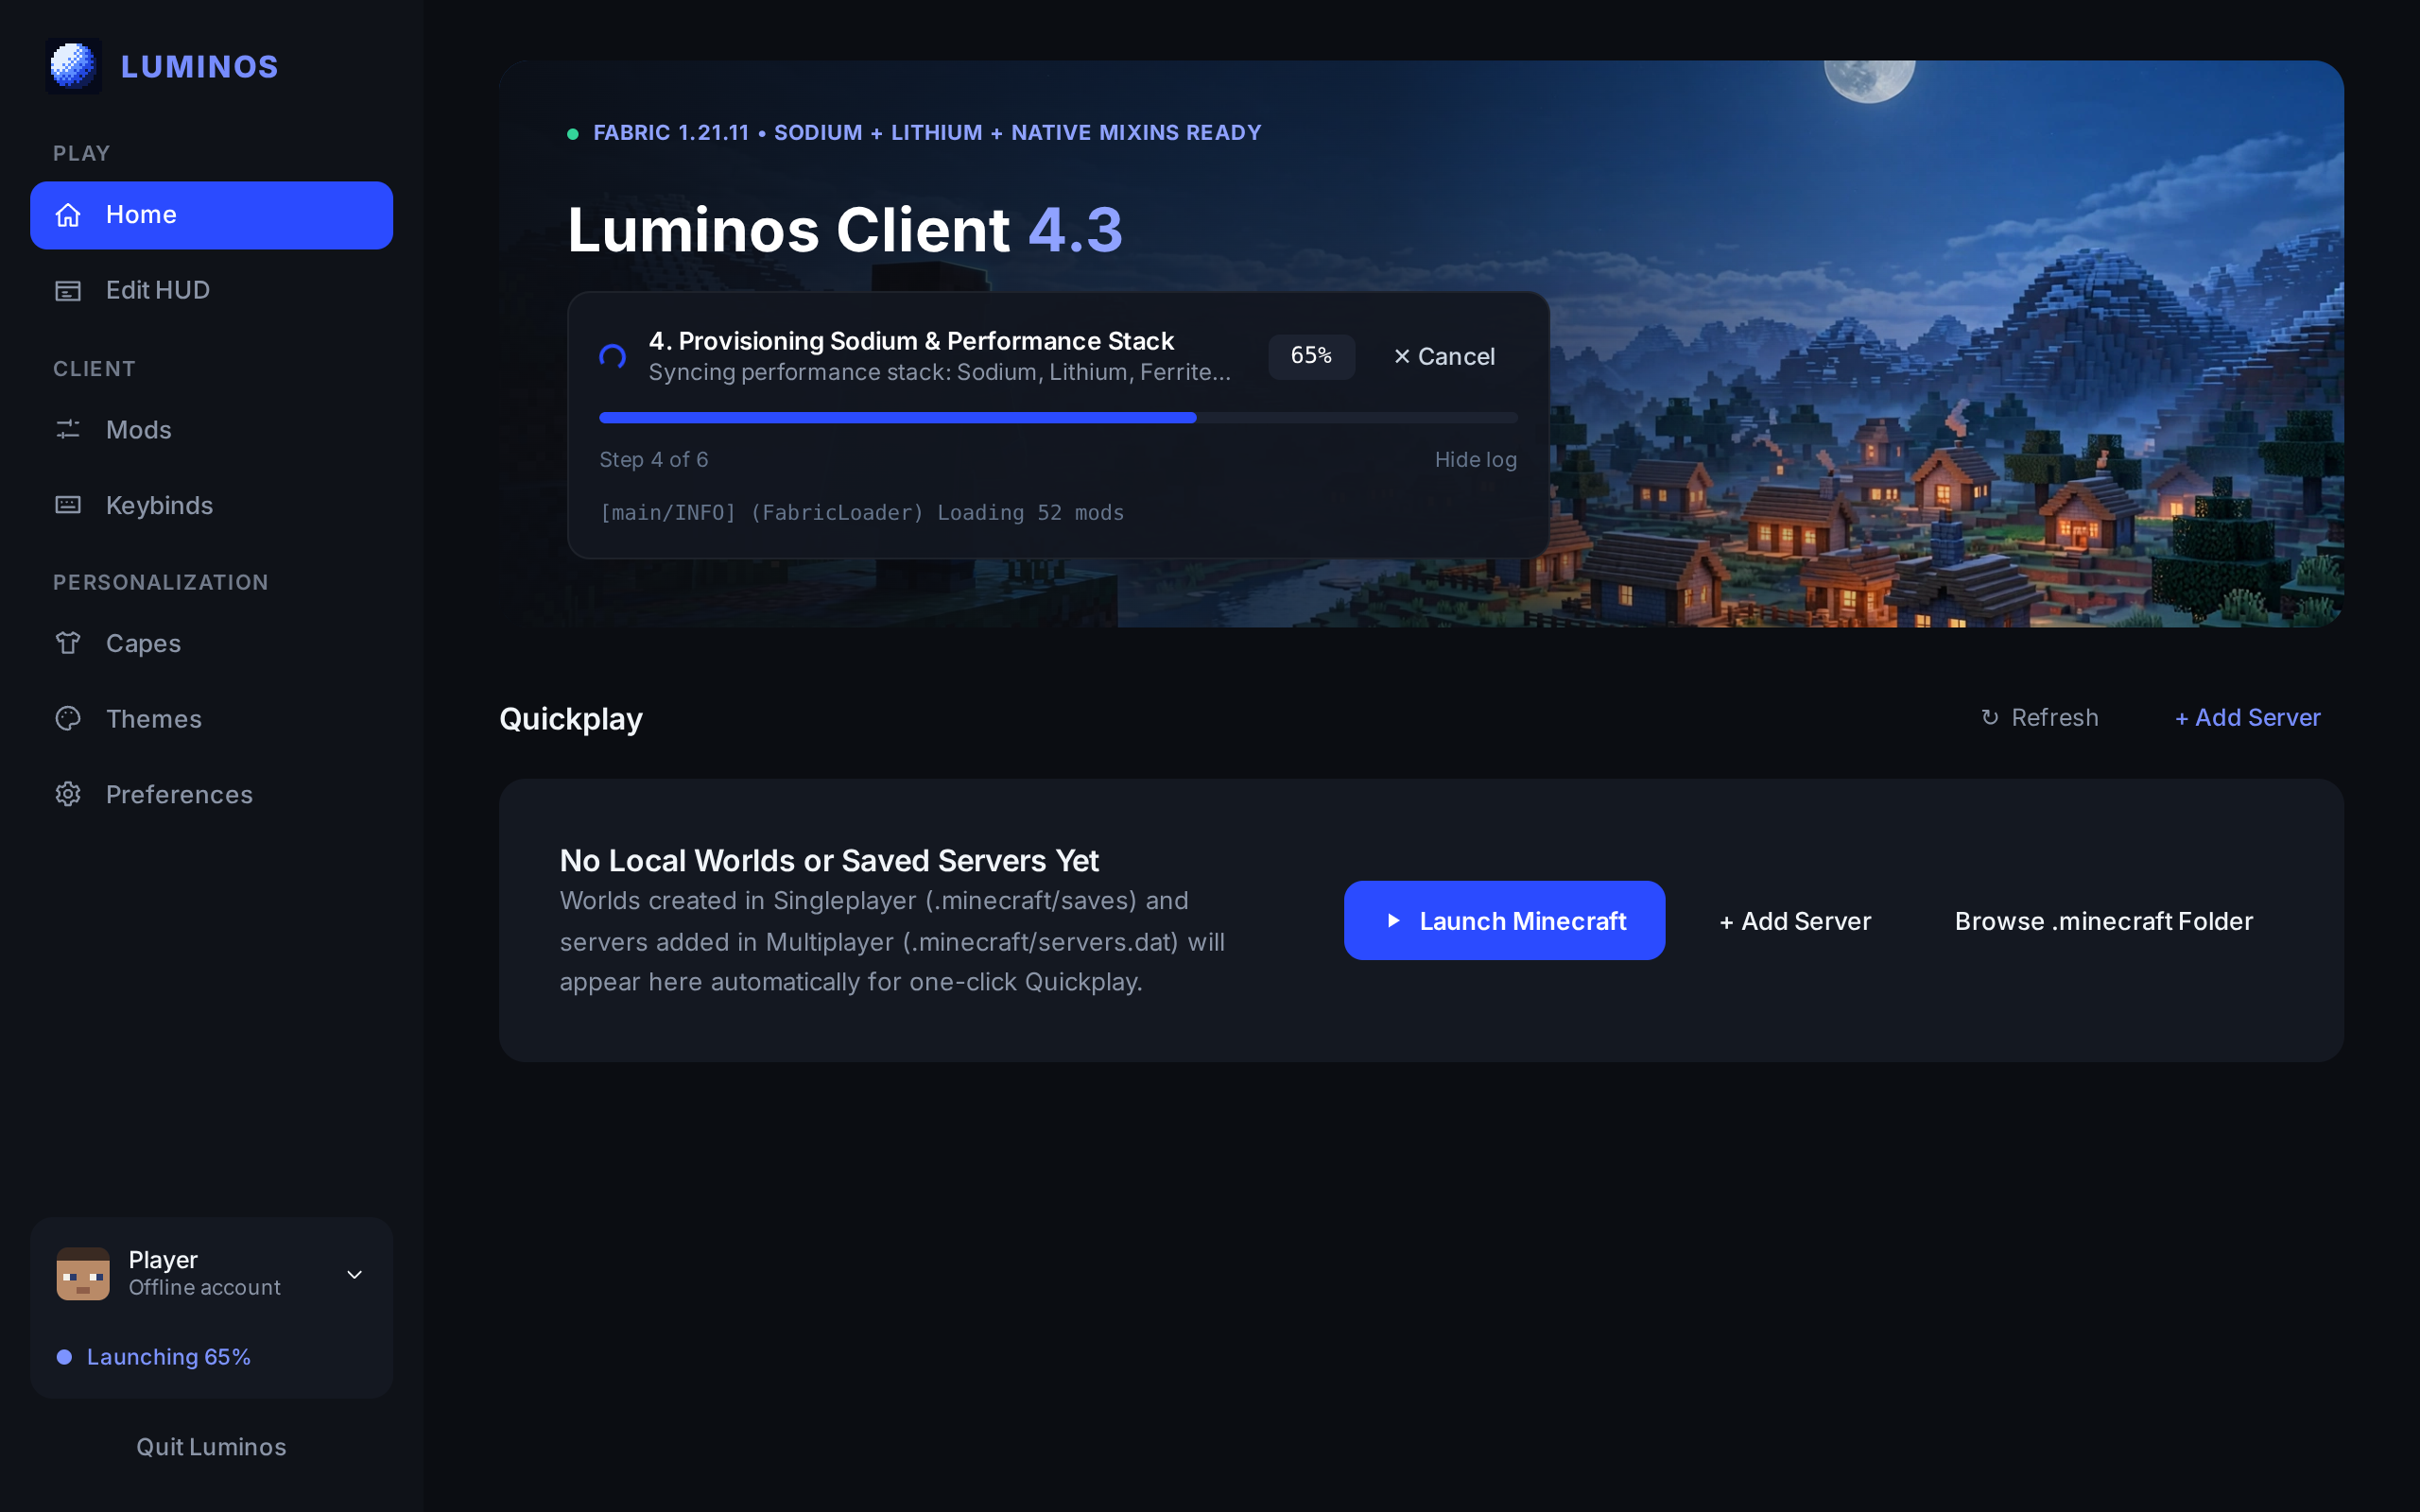 LUMINOS
PLAY
Home
Edit HUD
CLIENT
Mods
Keybinds
PERSONALIZATION
Capes
Themes
Preferences
Player
Offline account
Launching 65%
Quit Luminos
FABRIC 1.21.11 • SODIUM + LITHIUM + NATIVE MIXINS READY
Luminos Client 4.3
4. Provisioning Sodium & Performance Stack
Syncing performance stack: Sodium, Lithium, Ferrite...
65%
✕ Cancel
Step 4 of 6
Hide log
[main/INFO] (FabricLoader) Loading 52 mods
Quickplay
↻ Refresh
+ Add Server
No Local Worlds or Saved Servers Yet
Worlds created in Singleplayer (.minecraft/saves) and
servers added in Multiplayer (.minecraft/servers.dat) will
appear here automatically for one-click Quickplay.
Launch Minecraft
+ Add Server
Browse .minecraft Folder